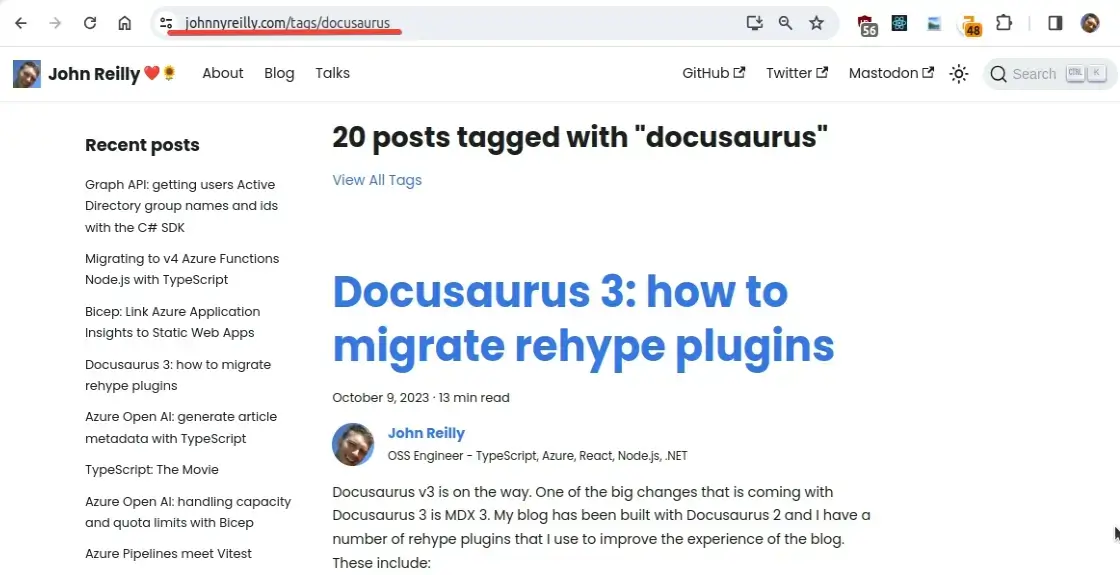 johnnyreilly.com/tags/docusaurus
56
48
John Reilly ❤️🌻 About Blog Talks GitHub Twitter Mastodon Search CTRL K
Recent posts
Graph API: getting users Active
Directory group names and ids
with the C# SDK
Migrating to v4 Azure Functions
Node.js with TypeScript
Bicep: Link Azure Application
Insights to Static Web Apps
Docusaurus 3: how to migrate
rehype plugins
Azure Open AI: generate article
metadata with TypeScript
TypeScript: The Movie
Azure Open AI: handling capacity
and quota limits with Bicep
Azure Pipelines meet Vitest
20 posts tagged with "docusaurus"
View All Tags
Docusaurus 3: how to
migrate rehype plugins
October 9, 2023 · 13 min read
John Reilly
OSS Engineer - TypeScript, Azure, React, Node.js, .NET
Docusaurus v3 is on the way. One of the big changes that is coming with
Docusaurus 3 is MDX 3. My blog has been built with Docusaurus 2 and I have a
number of rehype plugins that I use to improve the experience of the blog.
These include: